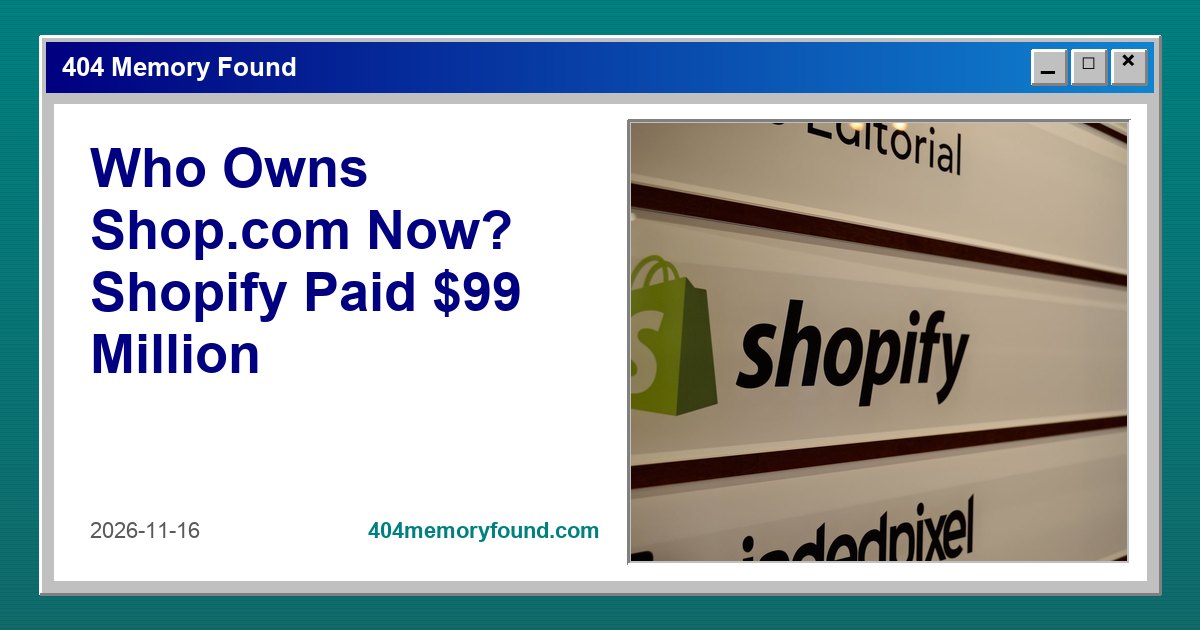 404 Memory Found
Who Owns
Shop.com Now?
Shopify Paid $99
Million
2026-11-16
404memoryfound.com
Editorial
shopify
indedpixel